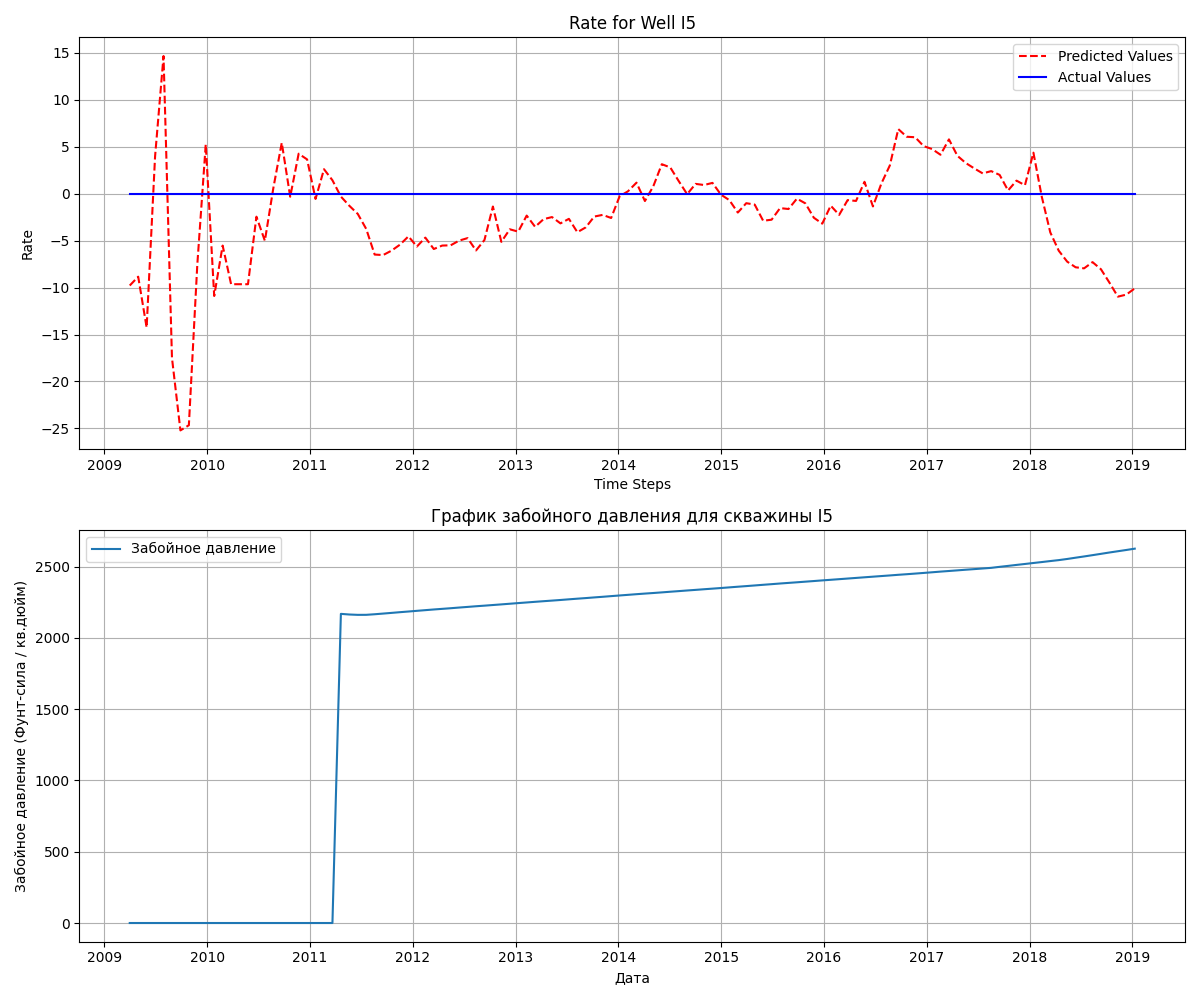 Rate for Well I5
Predicted Values
Actual Values
15
10
5
0
−5
−10
−15
−20
−25
Rate
2009 2010 2011 2012 2013 2014 2015 2016 2017 2018 2019
Time Steps
График забойного давления для скважины I5
Забойное давление
2500
2000
1500
1000
500
0
Забойное давление (Фунт-сила / кв.дюйм)
2009 2010 2011 2012 2013 2014 2015 2016 2017 2018 2019
Дата